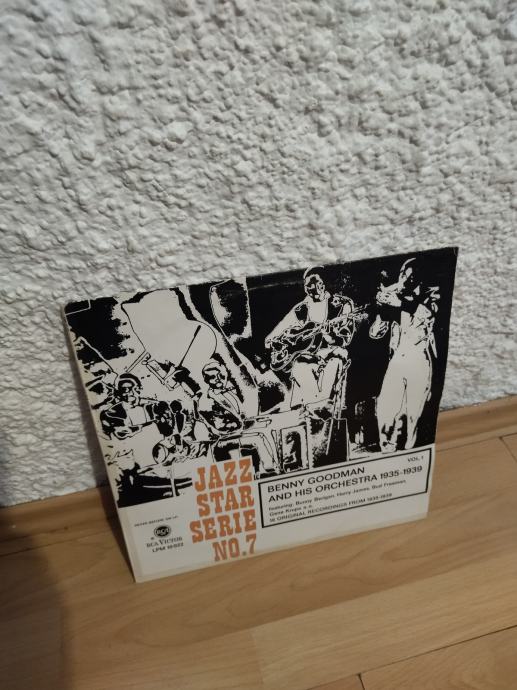 JAZZ
STAR
SERIE
NO.7
VOL. 1
BENNY GOODMAN
AND HIS ORCHESTRA 1935-1939
featuring: Bunny Berigan, Harry James, Bud Freeman,
Gene Krupa a.o.
16 ORIGINAL RECORDINGS FROM 1935-1939
RCA
RCA VICTOR